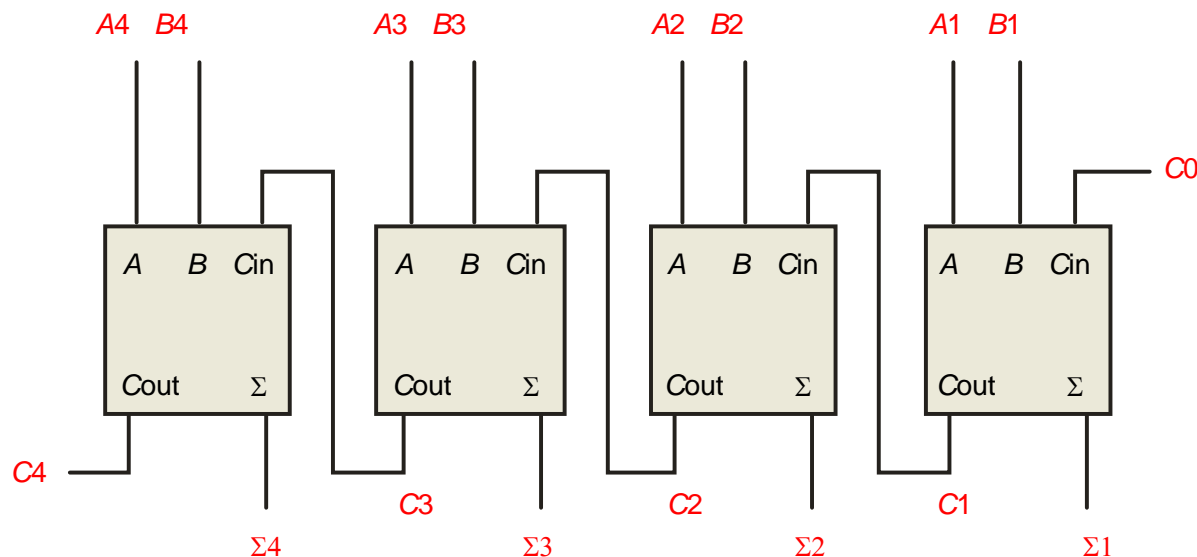 A4 B4 A3 B3 A2 B2 A1 B1
C0
A B Cin A B Cin A B Cin A B Cin
Cout Σ Cout Σ Cout Σ Cout Σ
C4
C3 C2 C1
Σ4 Σ3 Σ2 Σ1